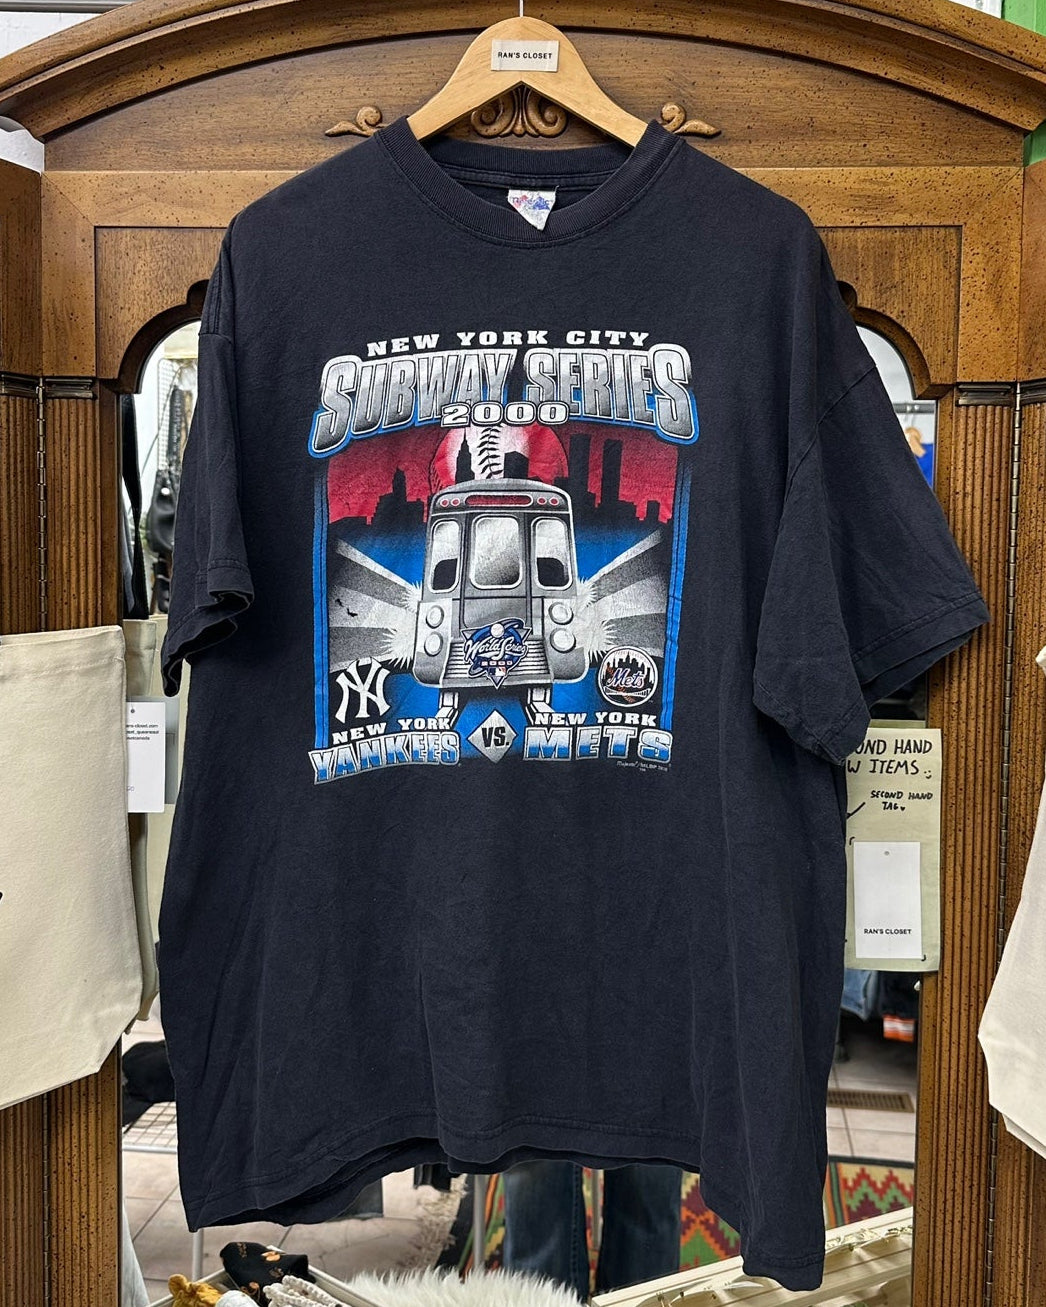 RAN'S CLOSET
NEW YORK CITY
SUBWAY SERIES
2000
World Series
2000
NY
Mets
NEW YORK
YANKEES
VS.
NEW YORK
METS
OND HAND
W ITEMS
SECOND HAND
TAG
RAN'S CLOSET